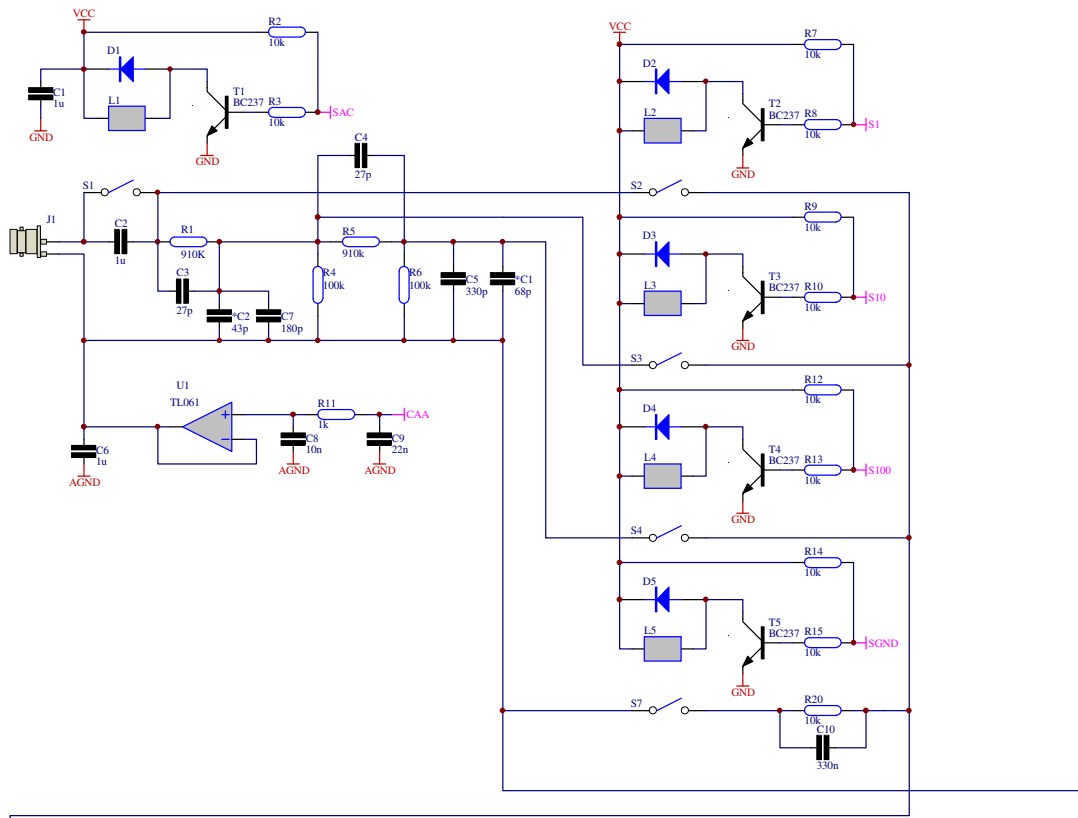 VCC
R2
10k
D1
C1
1u
L1
T1
BC237
R3
10k
SAC
GND
GND
C4
27p
S1
J1
C2
1u
R1
910K
R5
910k
C3
27p
R4
100k
R6
100k
C5
330p
*C1
68p
*C2
43p
C7
180p
U1
TL061
+
−
R11
1k
CAA
C8
10n
C9
22n
C6
1u
AGND
AGND
AGND
VCC
R7
10k
D2
L2
T2
BC237
R8
10k
S1
GND
S2
R9
10k
D3
L3
T3
BC237
R10
10k
S10
GND
S3
R12
10k
D4
L4
T4
BC237
R13
10k
S100
GND
S4
R14
10k
D5
L5
T5
BC237
R15
10k
SGND
GND
S7
R20
10k
C10
330n